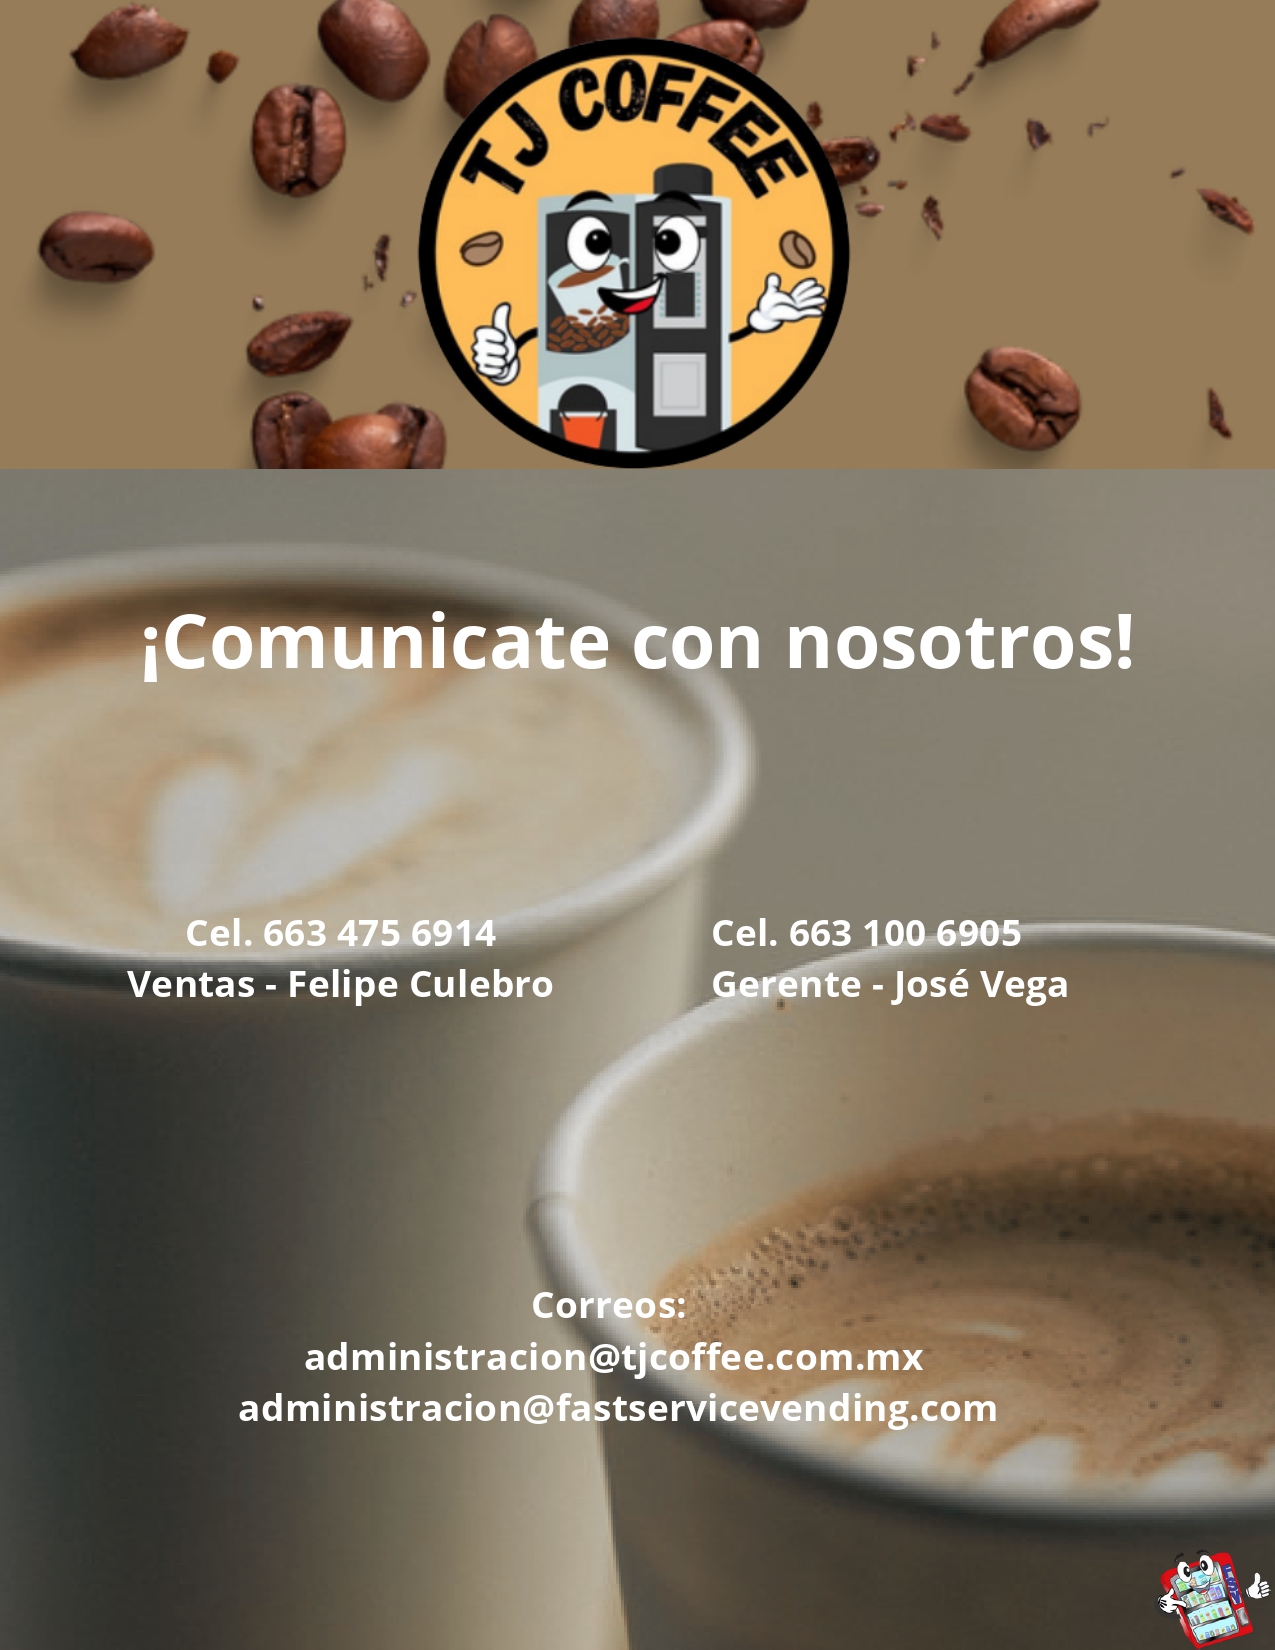 TJ COFFEE
¡Comunicate con nosotros!
Cel. 663 475 6914
Ventas - Felipe Culebro
Cel. 663 100 6905
Gerente - José Vega
Correos:
administracion@tjcoffee.com.mx
administracion@fastservicevending.com